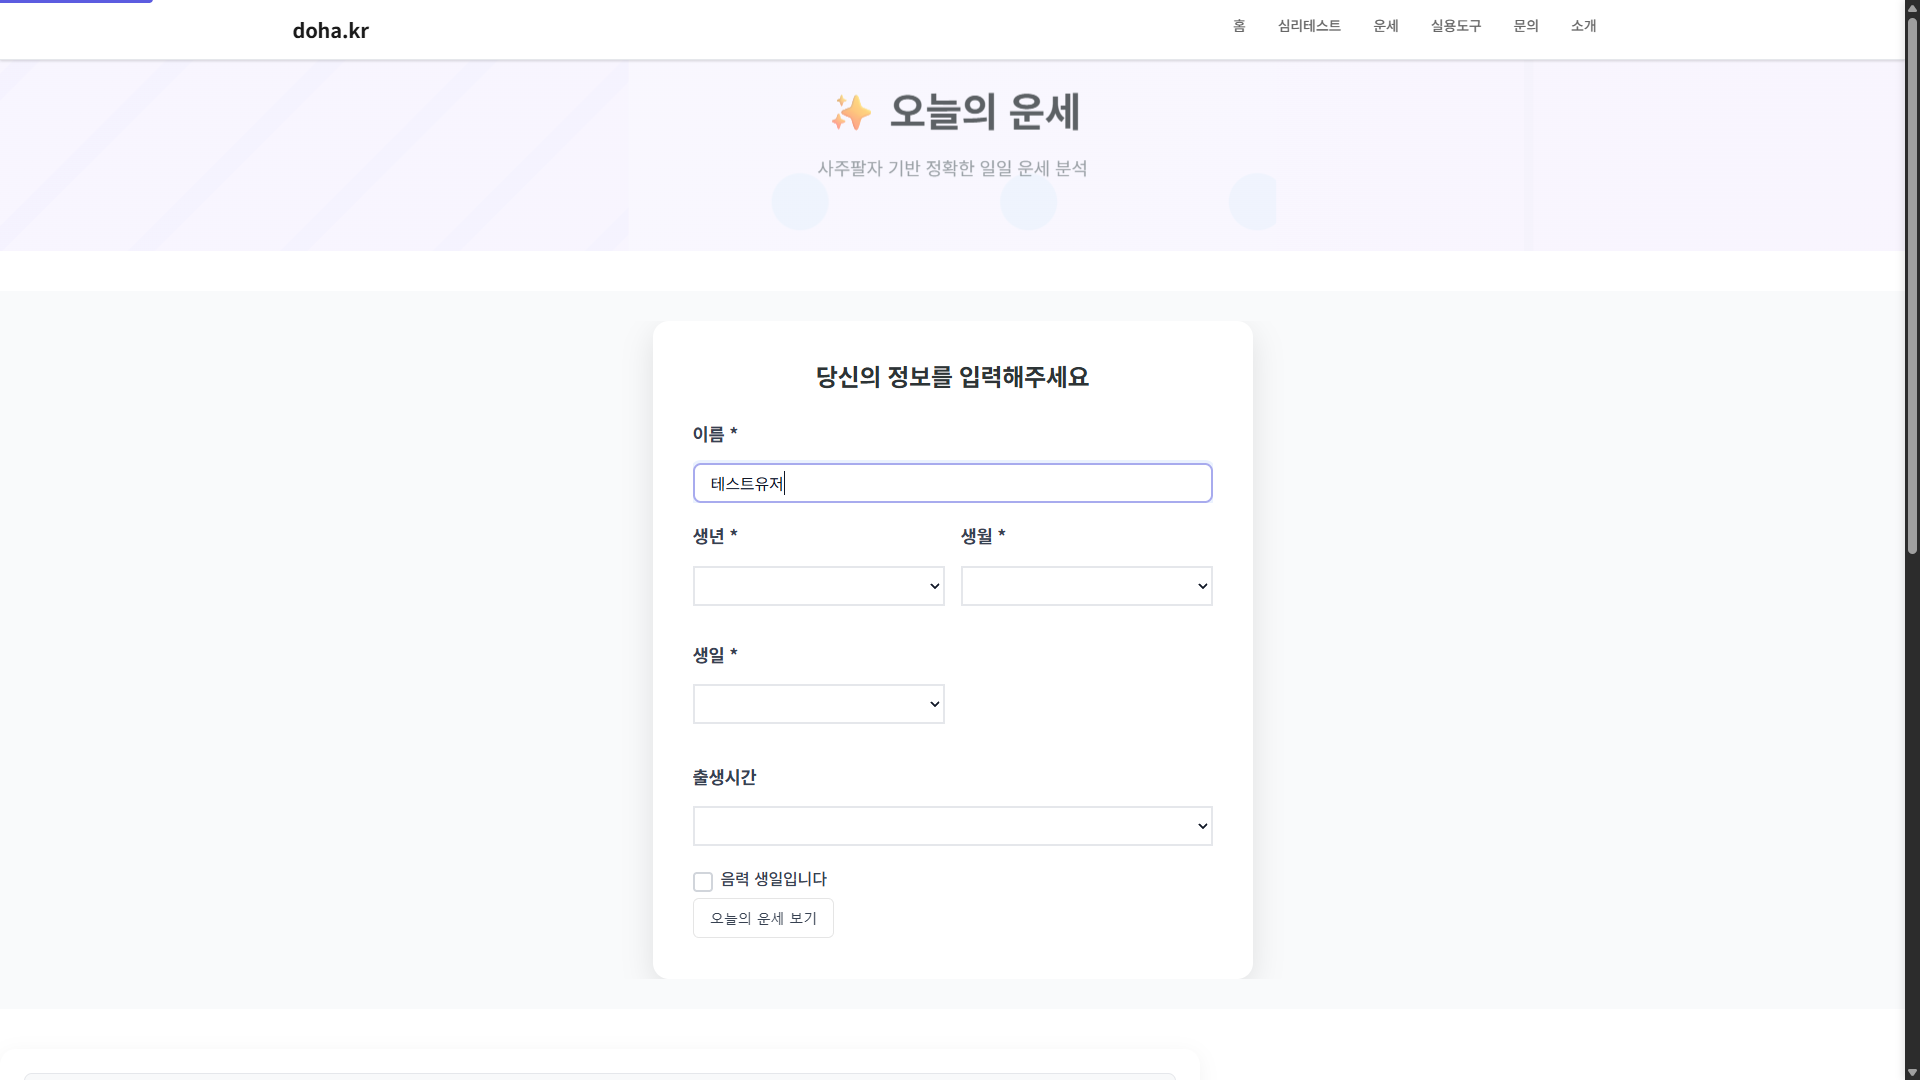 doha.kr
홈 심리테스트 운세 실용도구 문의 소개
✨ 오늘의 운세
사주팔자 기반 정확한 일일 운세 분석
당신의 정보를 입력해주세요
이름 *
테스트유저
생년 * 생월 *
생일 *
출생시간
음력 생일입니다
오늘의 운세 보기